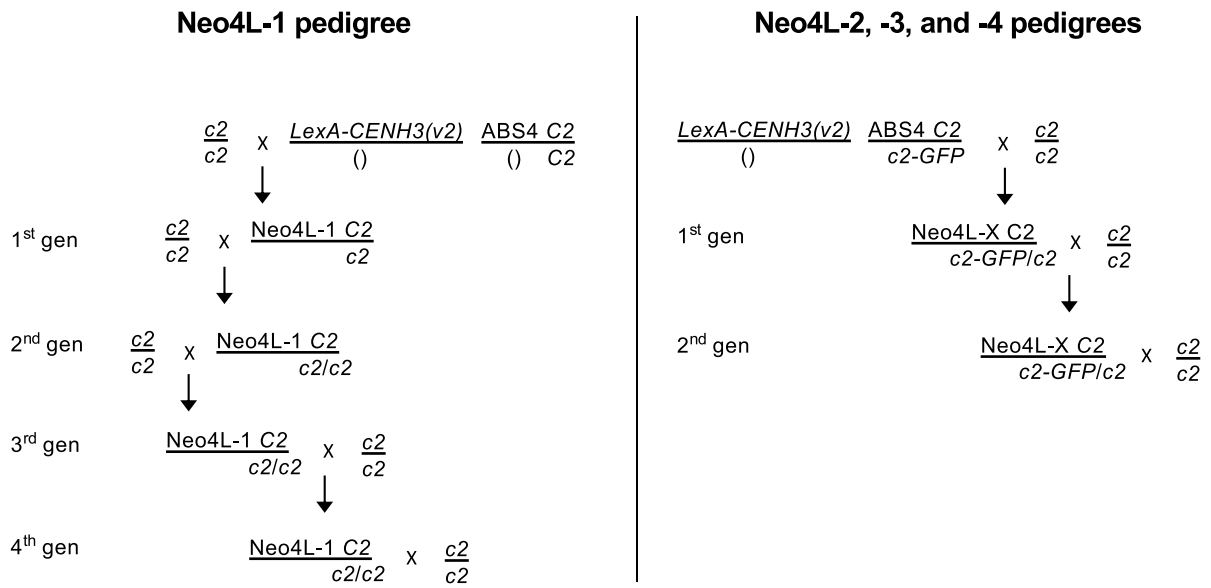 Neo4L-1 pedigree
c2
c2
X
LexA-CENH3(v2)
()
ABS4 C2
() C2
1st gen
c2
c2
X
Neo4L-1 C2
c2
2nd gen
c2
c2
X
Neo4L-1 C2
c2/c2
3rd gen
Neo4L-1 C2
c2/c2
X
c2
c2
4th gen
Neo4L-1 C2
c2/c2
X
c2
c2
Neo4L-2, -3, and -4 pedigrees
LexA-CENH3(v2)
()
ABS4 C2
c2-GFP
X
c2
c2
1st gen
Neo4L-X C2
c2-GFP/c2
X
c2
c2
2nd gen
Neo4L-X C2
c2-GFP/c2
X
c2
c2